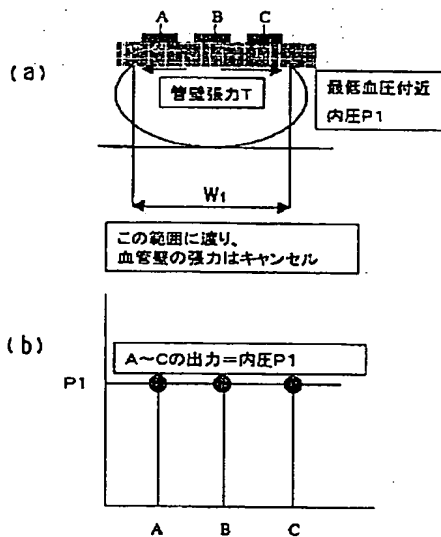 A B C
(a)
管壁張力T
最低血圧付近
内圧P1
W1
この範囲に渡り、
血管壁の張力はキャンセル
(b)
A～Cの出力=内圧P1
P1
A B C